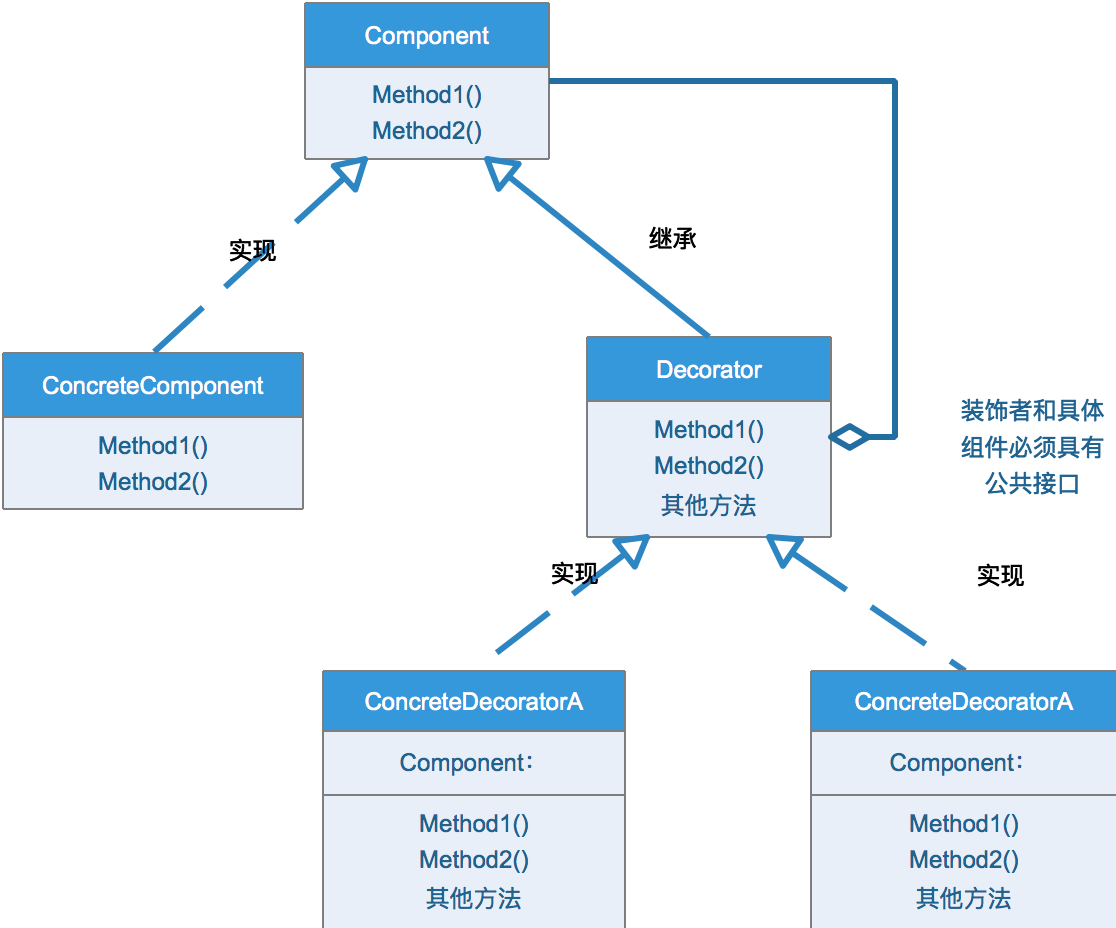 Component
Method1()
Method2()
实现
继承
ConcreteComponent
Method1()
Method2()
Decorator
Method1()
Method2()
其他方法
装饰者和具体
组件必须具有
公共接口
实现
实现
ConcreteDecoratorA
Component：
Method1()
Method2()
其他方法
ConcreteDecoratorA
Component：
Method1()
Method2()
其他方法